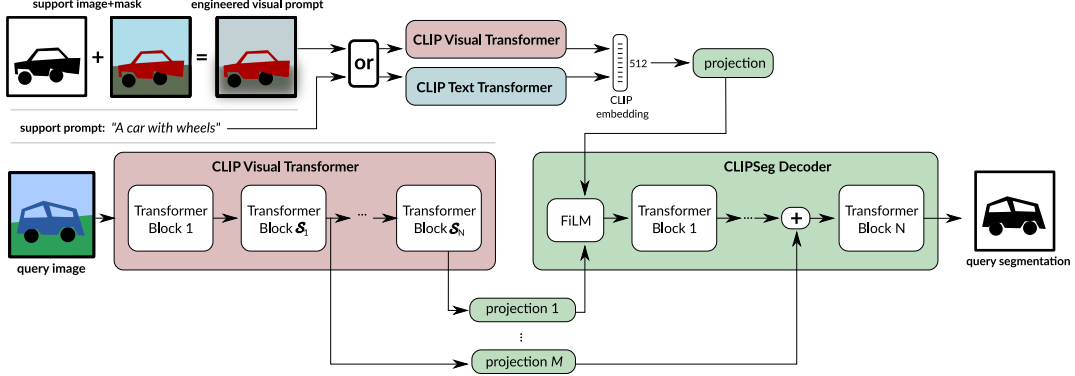 support image+mask
engineered visual prompt
+
=
or
CLIP Visual Transformer
CLIP Text Transformer
512
CLIP
embedding
projection
support prompt: "A car with wheels"
CLIP Visual Transformer
Transformer
Block 1
Transformer
Block S₁
...
Transformer
Block S_N
query image
CLIPSeg Decoder
FiLM
Transformer
Block 1
...
+
Transformer
Block N
query segmentation
projection 1
...
projection M